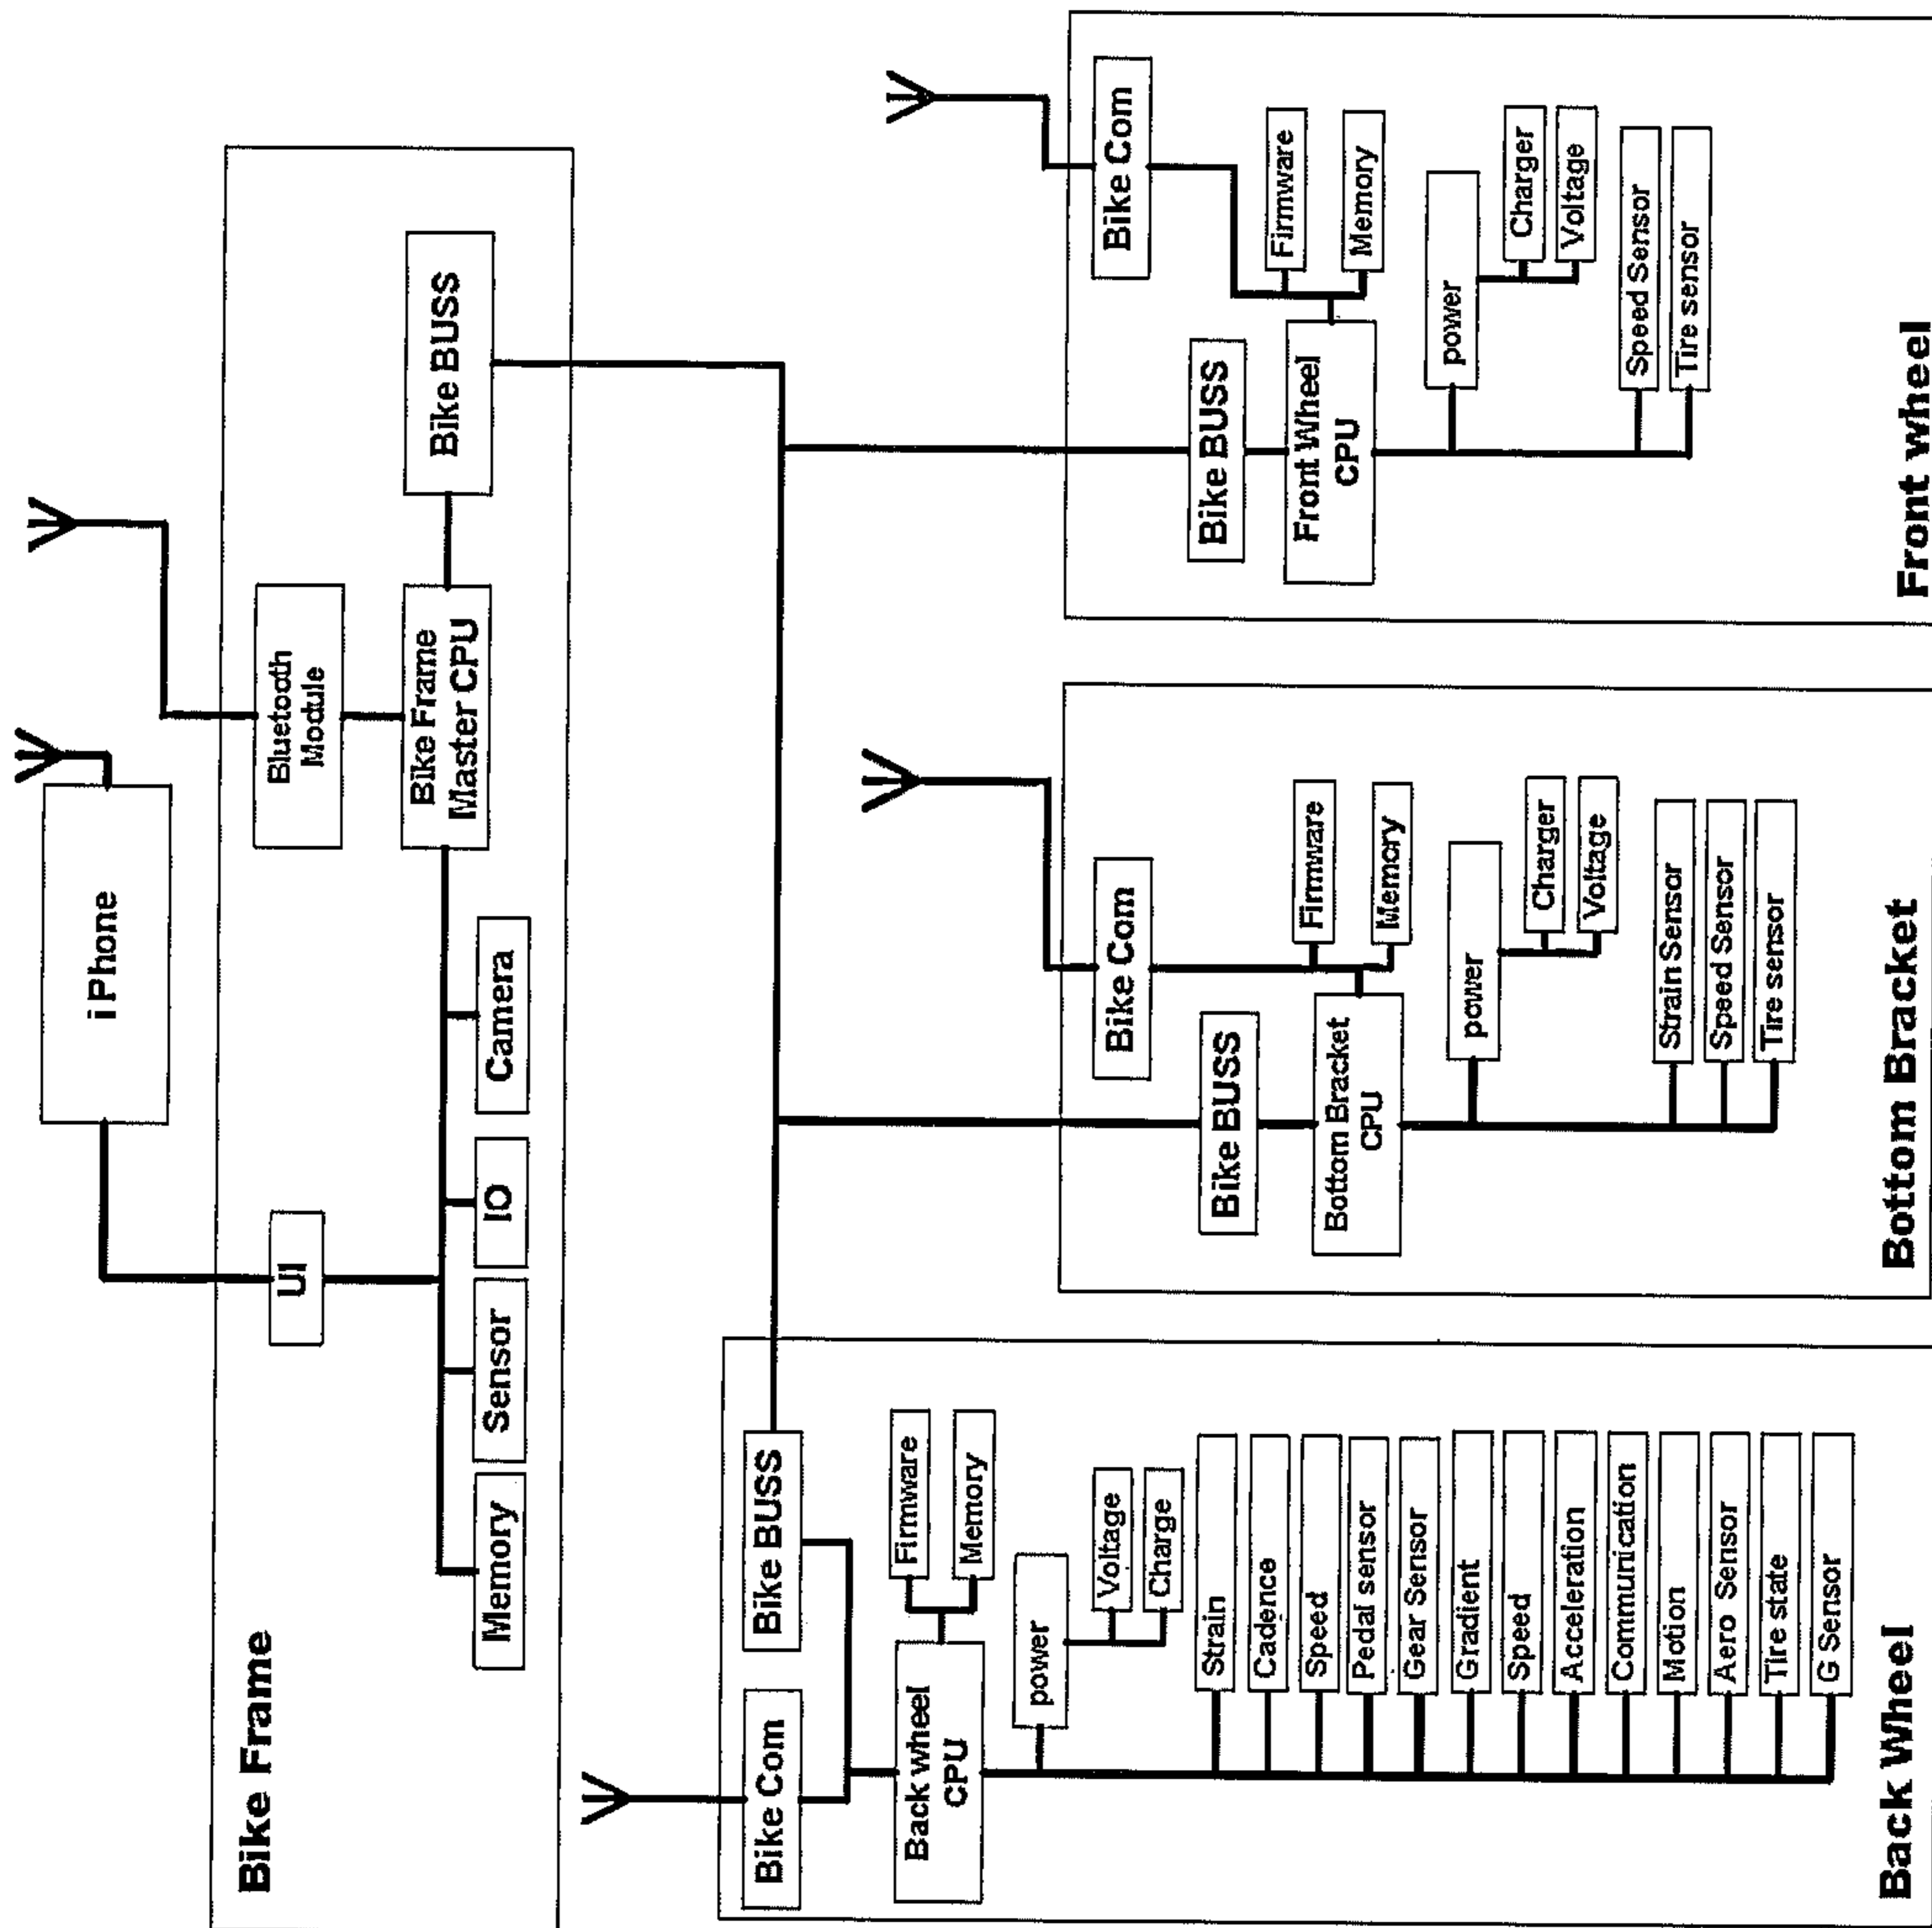 iPhone
Bike Frame
UI
Bluetooth
Module
Bike Frame
Master CPU
Bike BUSS
Memory
Sensor
IO
Camera
Bike Com
Bike BUSS
Back wheel
CPU
Firmware
Memory
power
Voltage
Charge
Strain
Cadence
Speed
Pedal sensor
Gear Sensor
Gradient
Speed
Acceleration
Communication
Motion
Aero Sensor
Tire state
G Sensor
Back Wheel
Bike Com
Bike BUSS
Bottom Bracket
CPU
Firmware
Memory
power
Charger
Voltage
Strain Sensor
Speed Sensor
Tire sensor
Bottom Bracket
Bike Com
Bike BUSS
Front Wheel
CPU
Firmware
Memory
power
Charger
Voltage
Speed Sensor
Tire sensor
Front wheel